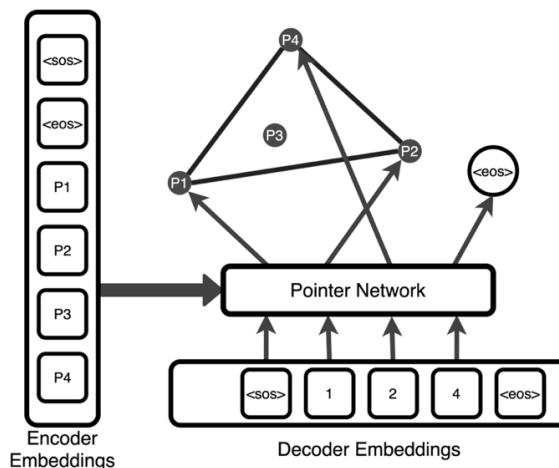 <sos>
<eos>
P1
P2
P3
P4
Encoder
Embeddings
P4
P3
P2
P1
<eos>
Pointer Network
<sos> 1 2 4 <eos>
Decoder Embeddings